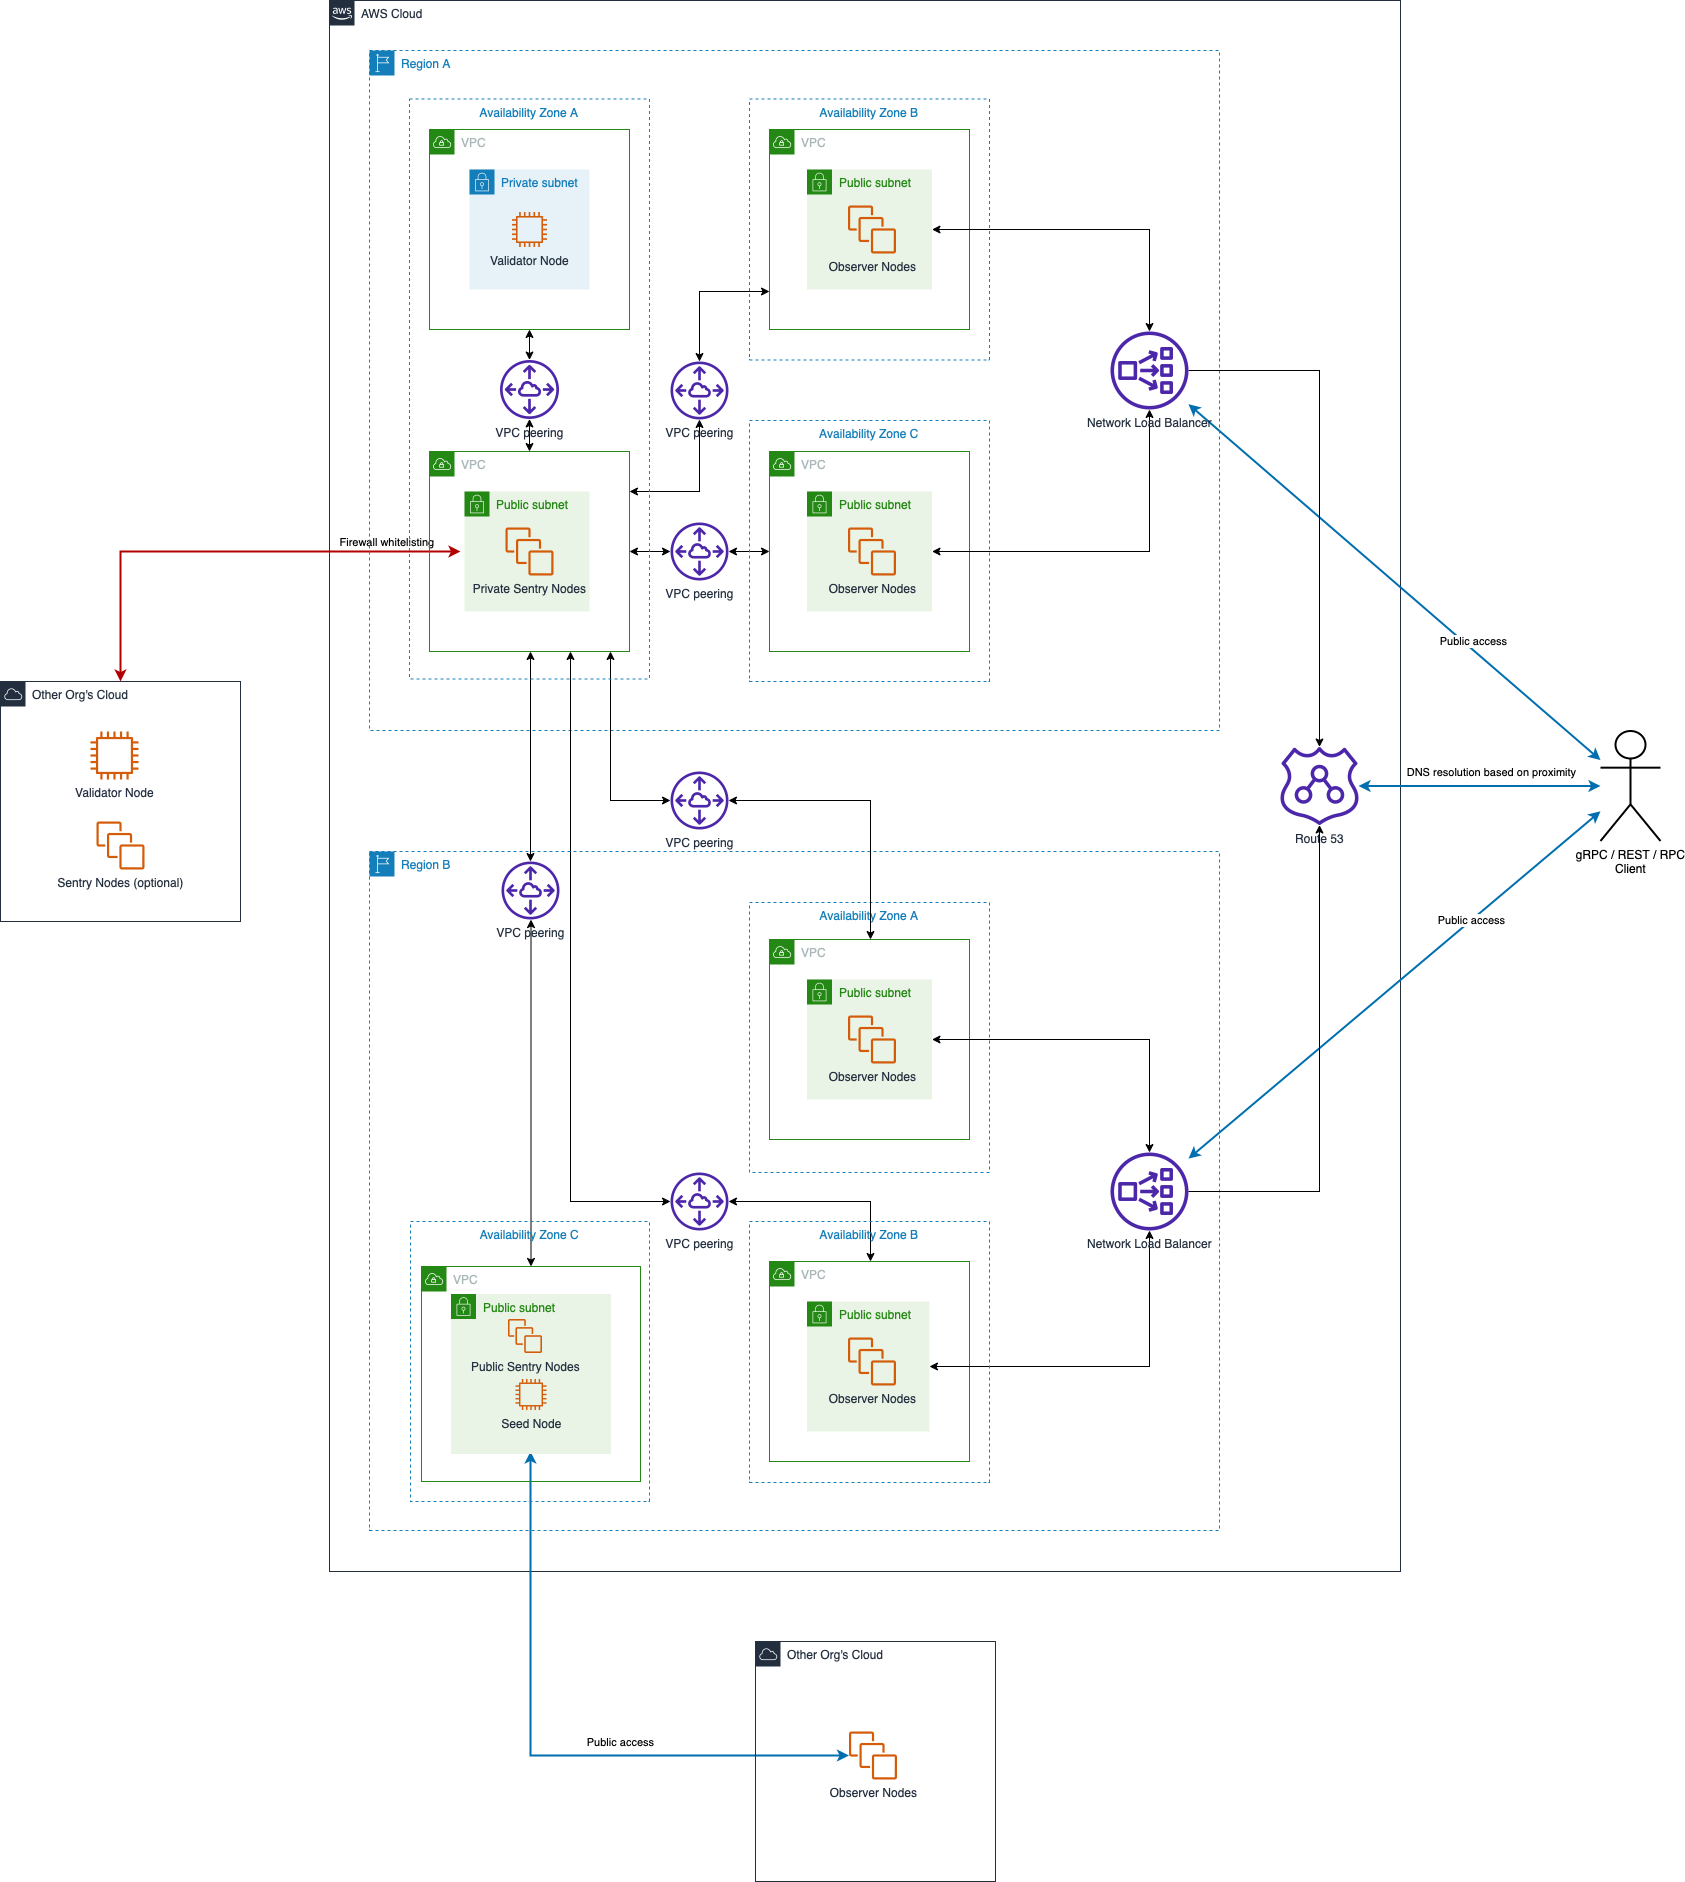 aws
AWS Cloud
Region A
Availability Zone A
VPC
Private subnet
Validator Node
Availability Zone B
VPC
Public subnet
Observer Nodes
VPC peering
VPC peering
Network Load Balancer
VPC
Public subnet
Private Sentry Nodes
Firewall whitelisting
VPC peering
Availability Zone C
VPC
Public subnet
Observer Nodes
Public access
Other Org's Cloud
Validator Node
Sentry Nodes (optional)
VPC peering
DNS resolution based on proximity
Route 53
gRPC / REST / RPC
Client
Region B
VPC peering
Availability Zone A
VPC
Public subnet
Observer Nodes
Public access
VPC peering
Network Load Balancer
Availability Zone C
VPC
Public subnet
Public Sentry Nodes
Seed Node
Availability Zone B
VPC
Public subnet
Observer Nodes
Other Org's Cloud
Public access
Observer Nodes